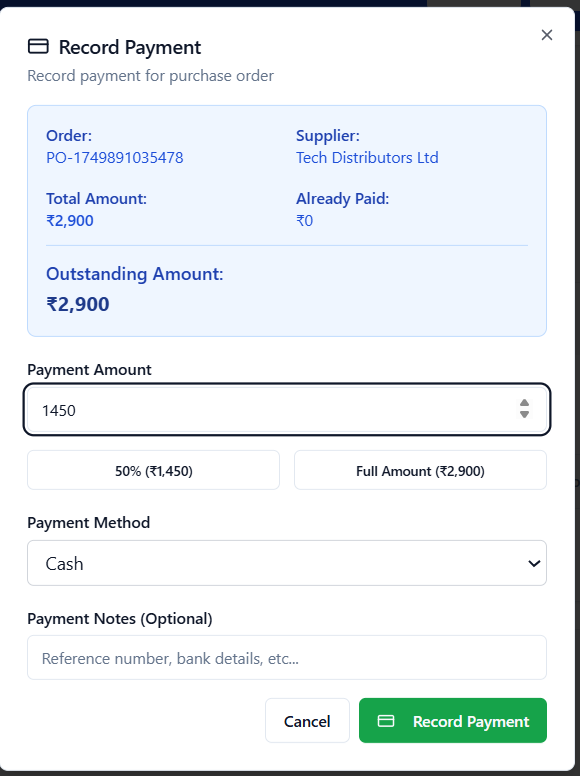 Record Payment
Record payment for purchase order
Order:
PO-1749891035478
Supplier:
Tech Distributors Ltd
Total Amount:
₹2,900
Already Paid:
₹0
Outstanding Amount:
₹2,900
Payment Amount
1450
50% (₹1,450)
Full Amount (₹2,900)
Payment Method
Cash
Payment Notes (Optional)
Reference number, bank details, etc...
Cancel
Record Payment